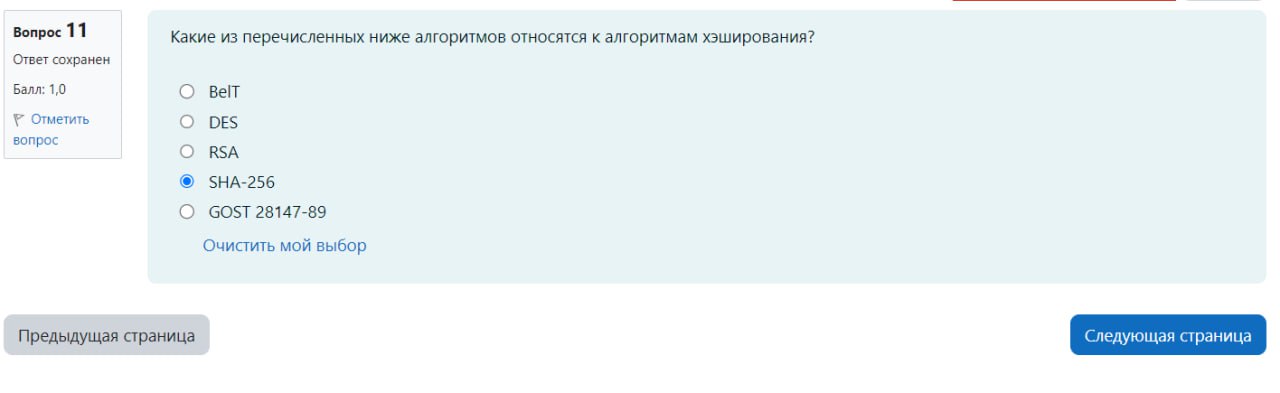 Вопрос 11
Ответ сохранен
Балл: 1,0
Отметить
вопрос
Какие из перечисленных ниже алгоритмов относятся к алгоритмам хэширования?
BelT
DES
RSA
SHA-256
GOST 28147-89
Очистить мой выбор
Предыдущая страница
Следующая страница